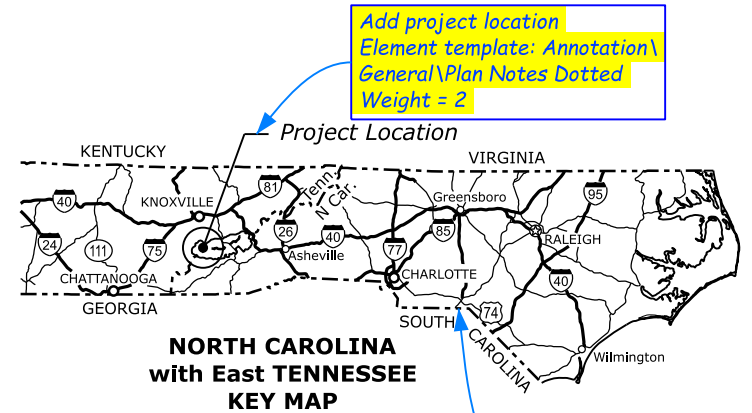 Add project location
Element template: Annotation\
General\Plan Notes Dotted
Weight = 2
Project Location
KENTUCKY
VIRGINIA
81
Tenn.
N Car.
95
40
KNOXVILLE
Greensboro
24
111
75
26
40
77
85
RALEIGH
Asheville
CHATTANOOGA
CHARLOTTE
40
GEORGIA
SOUTH
74
CAROLINA
NORTH CAROLINA
with East TENNESSEE
KEY MAP
Wilmington